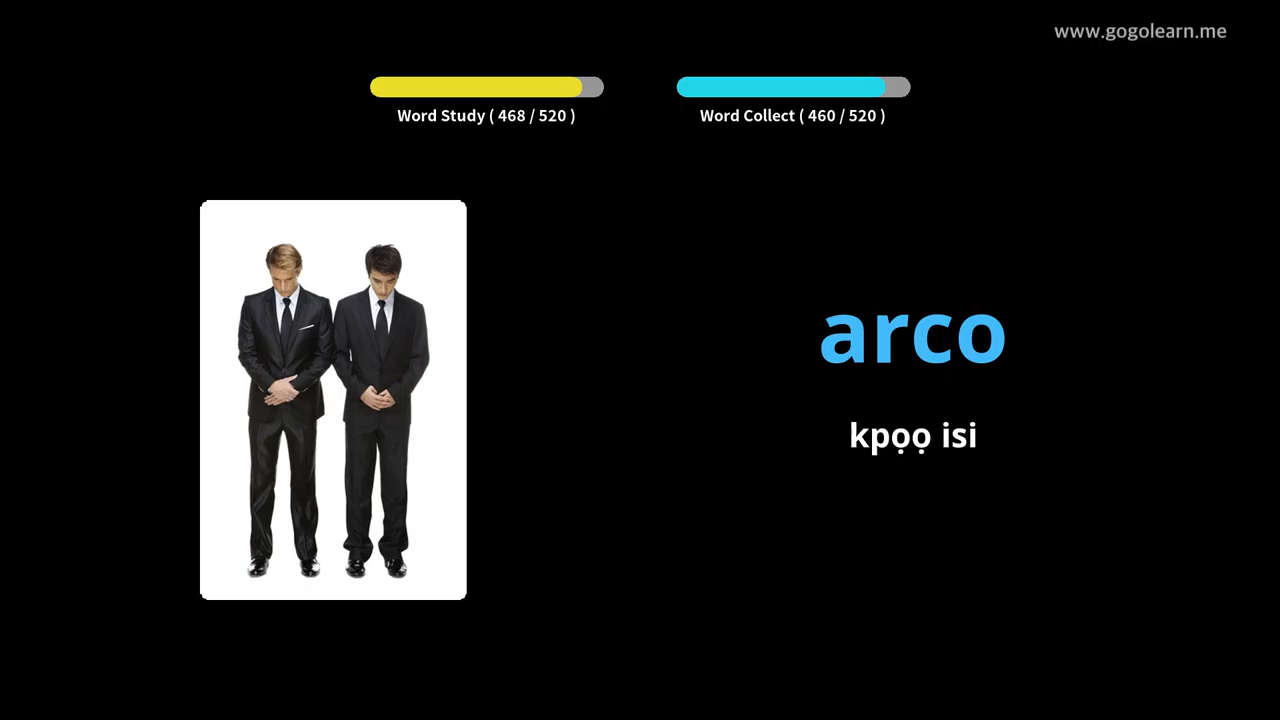 www.gogolearn.me
Word Study ( 468 / 520 )
Word Collect ( 460 / 520 )
arco
kpọọ isi